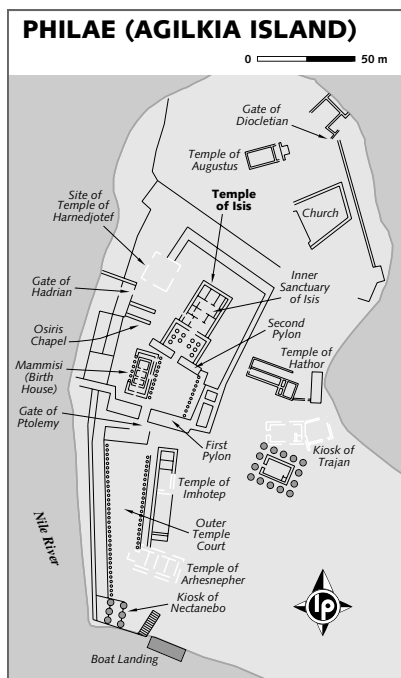 PHILAE (AGILKIA ISLAND)
0 50 m
Gate of
Diocletian
Temple of
Augustus
Site of
Temple of
Harnedjotef
Temple
of Isis
Church
Gate of
Hadrian
Inner
Sanctuary
of Isis
Osiris
Chapel
Second
Pylon
Mammisi
(Birth
House)
Temple of
Hathor
Gate of
Ptolemy
First
Pylon
Kiosk of
Trajan
Temple of
Imhotep
Outer
Temple
Court
Nile River
Temple of
Arhesnepher
Kiosk of
Nectanebo
lp
Boat Landing